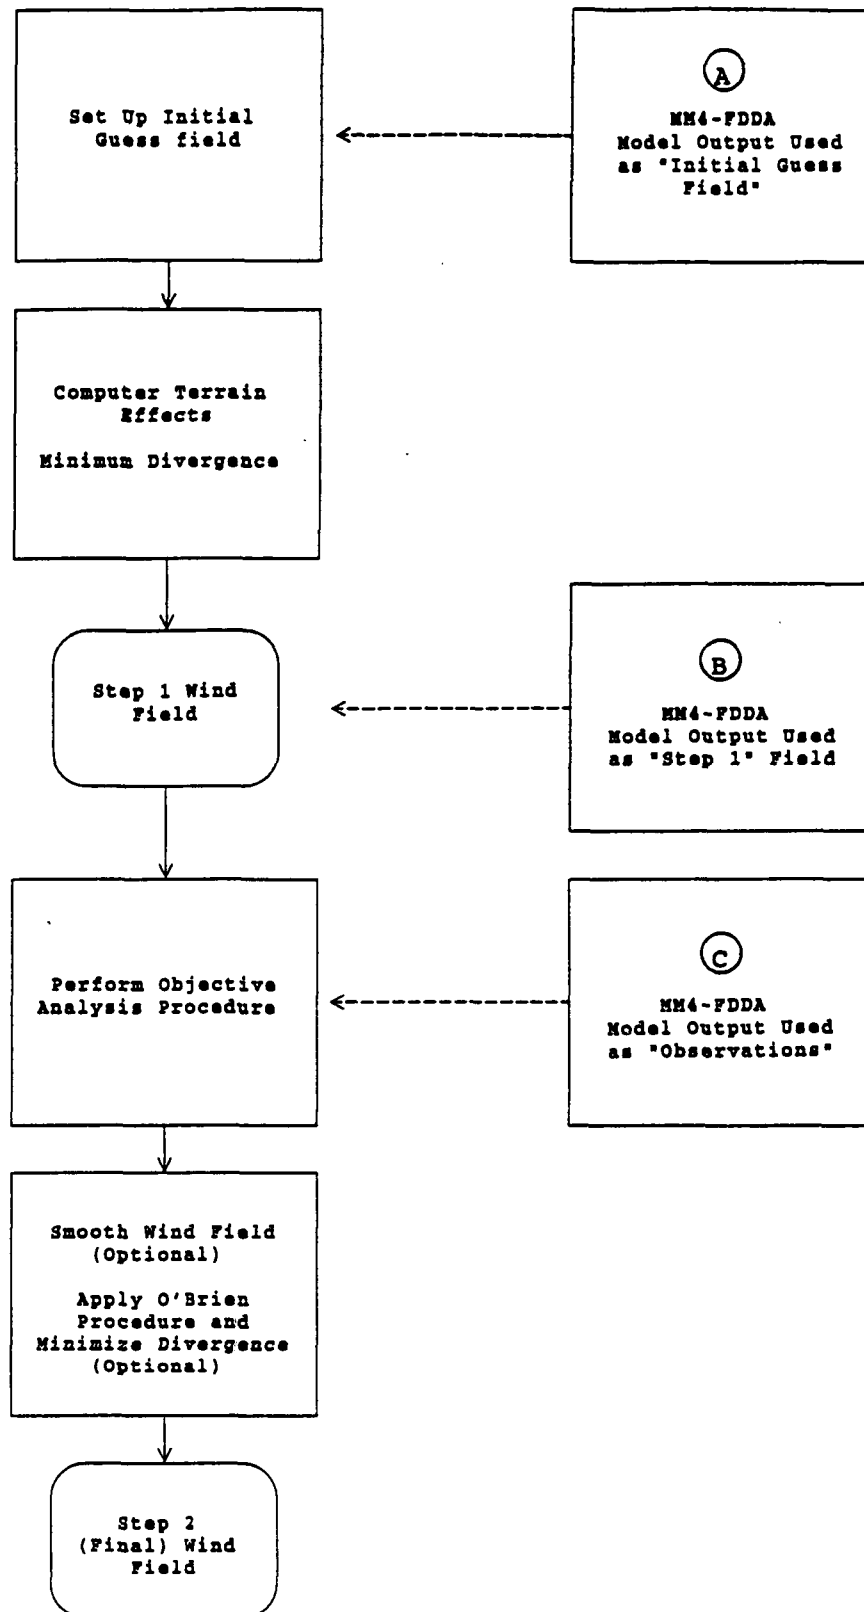 Set Up Initial
Guess field
A
MM4-FDDA
Model Output Used
as "Initial Guess
Field"
Computer Terrain
Effects
Minimum Divergence
Step 1 Wind
Field
B
MM4-FDDA
Model Output Used
as "Step 1" Field
Perform Objective
Analysis Procedure
C
MM4-FDDA
Model Output Used
as "Observations"
Smooth Wind Field
(Optional)
Apply O'Brien
Procedure and
Minimize Divergence
(Optional)
Step 2
(Final) Wind
Field